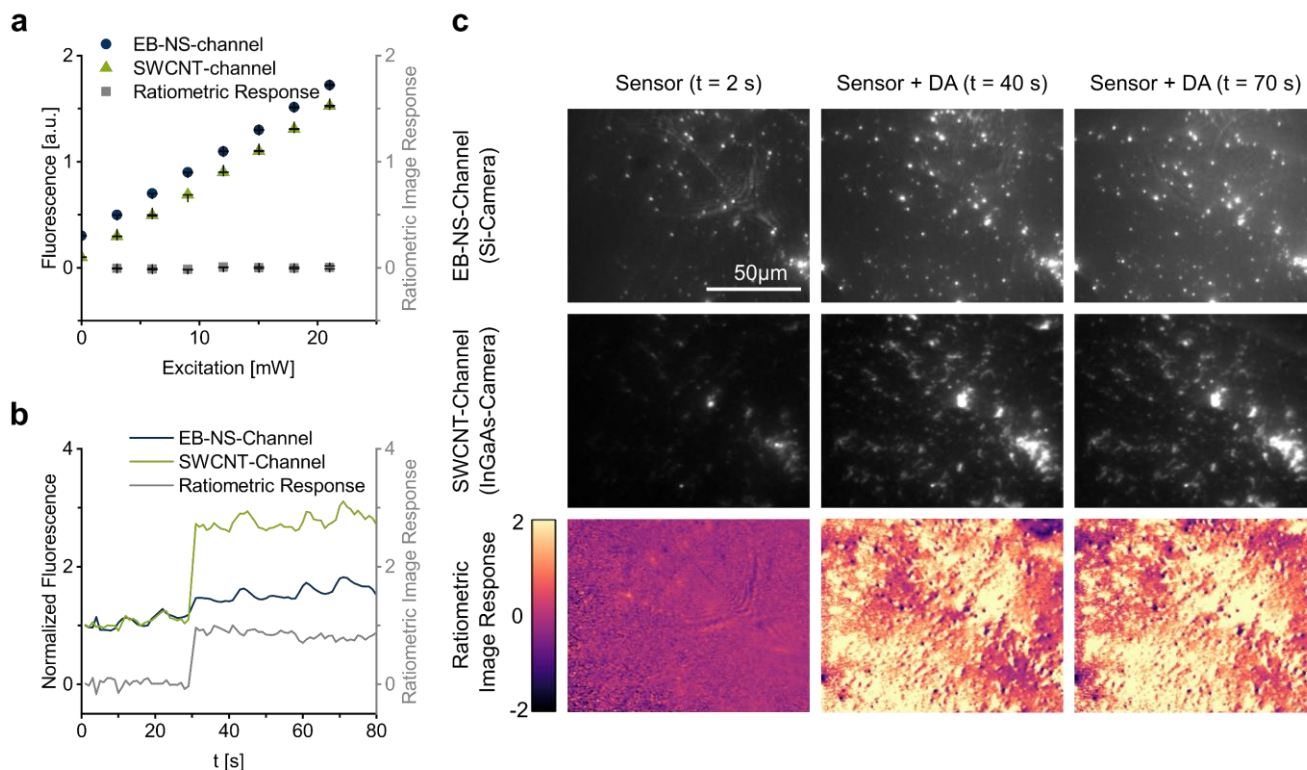 a
EB-NS-channel
SWCNT-channel
Ratiometric Response
Fluorescence [a.u.]
2
1
0
Ratiometric Image Response
2
1
0
0
10
20
Excitation [mW]
b
EB-NS-Channel
SWCNT-Channel
Ratiometric Response
Normalized Fluorescence
4
2
0
Ratiometric Image Response
4
2
0
0
20
40
60
80
t [s]
c
Sensor (t = 2 s)
Sensor + DA (t = 40 s)
Sensor + DA (t = 70 s)
EB-NS-Channel
(Si-Camera)
50µm
SWCNT-Channel
(InGaAs-Camera)
Ratiometric
Image Response
2
0
-2